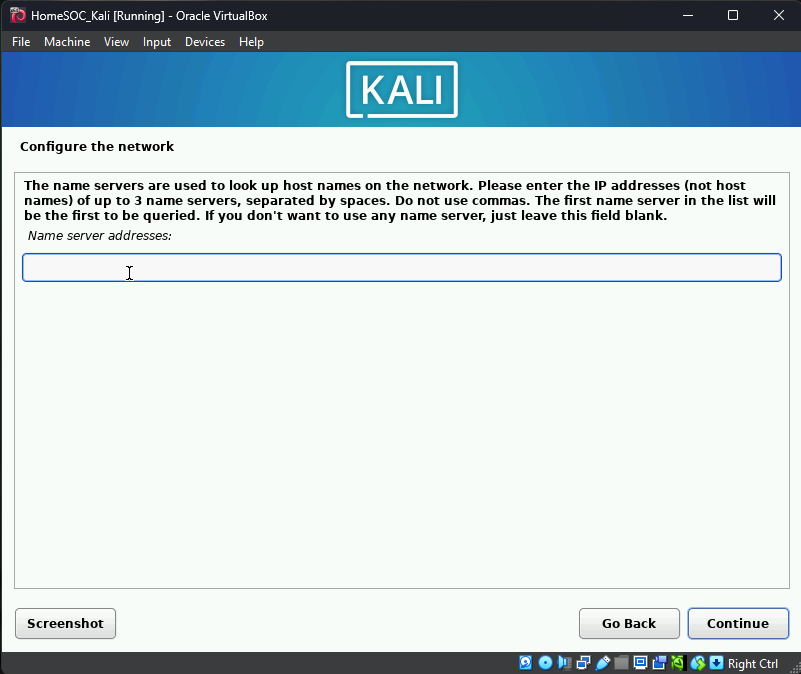 HomeSOC_Kali [Running] - Oracle VirtualBox
File Machine View Input Devices Help
KALI
Configure the network
The name servers are used to look up host names on the network. Please enter the IP addresses (not host
names) of up to 3 name servers, separated by spaces. Do not use commas. The first name server in the list will
be the first to be queried. If you don't want to use any name server, just leave this field blank.
Name server addresses:
Screenshot Go Back Continue
Right Ctrl